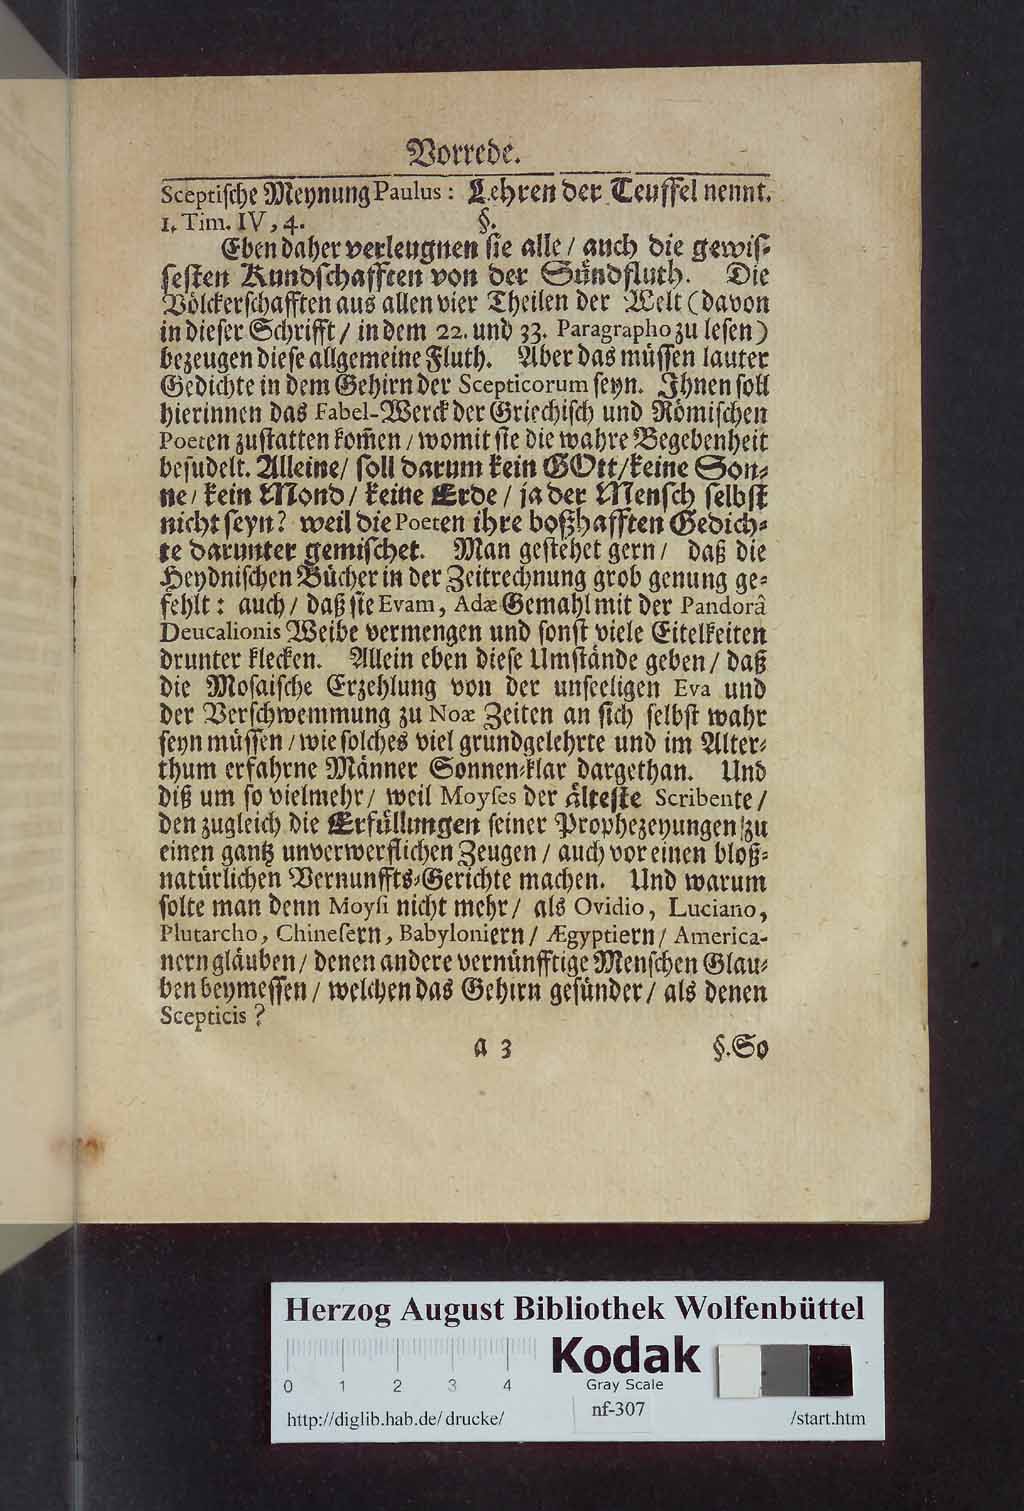 Vorrede.
Sceptische Meynung Paulus: Lehren der Teuffel nennt.
1. Tim. IV, 4. §.
Eben daher verleugnen sie alle / auch die gewis-
sesten Kundschafften von der Sündfluth. Die
Völckerschafften aus allen vier Theilen der Welt (davon
in dieser Schrifft / in dem 22. und 33. Paragrapho zu lesen)
bezeugen diese allgemeine Fluth. Aber das müssen lauter
Gedichte in dem Gehirn der Scepticorum seyn. Ihnen soll
hierinnen das Fabel-Werck der Griechisch und Römischen
Poeten zustatten kom̃en / womit sie die wahre Begebenheit
besudelt. Alleine / soll darum kein GOtt / keine Son-
ne / kein Mond / keine Erde / ja der Mensch selbst
nicht seyn? weil die Poeten ihre boßhafften Gedich-
te darunter gemischet. Man gestehet gern / daß die
Heydnischen Bücher in der Zeitrechnung grob genung ge-
fehlt: auch / daß sie Evam, Adæ Gemahl mit der Pandorâ
Deucalionis Weibe vermengen und sonst viele Eitelkeiten
drunter klecken. Allein eben diese Umstände geben / daß
die Mosaische Erzehlung von der unseeligen Eva und
der Verschwemmung zu Noæ Zeiten an sich selbst wahr
seyn müssen / wie solches viel grundgelehrte und im Alter-
thum erfahrne Männer Sonnen-klar dargethan. Und
diß um so vielmehr / weil Moyses der älteste Scribente /
den zugleich die Erfüllungen seiner Prophezeyungen / zu
einen gantz unverwerflichen Zeugen / auch vor einen bloß-
natürlichen Vernunffts-Gerichte machen. Und warum
solte man denn Moysi nicht mehr / als Ovidio, Luciano,
Plutarcho, Chinesern, Babyloniern / Ægyptiern / America-
nern gläuben / denen andere vernünfftige Menschen Glau-
ben beymessen / welchen das Gehirn gesünder / als denen
Scepticis?
a 3 §. So
Herzog August Bibliothek Wolfenbüttel
0 1 2 3 4
Kodak
Gray Scale
nf-307
http://diglib.hab.de/drucke/ /start.htm